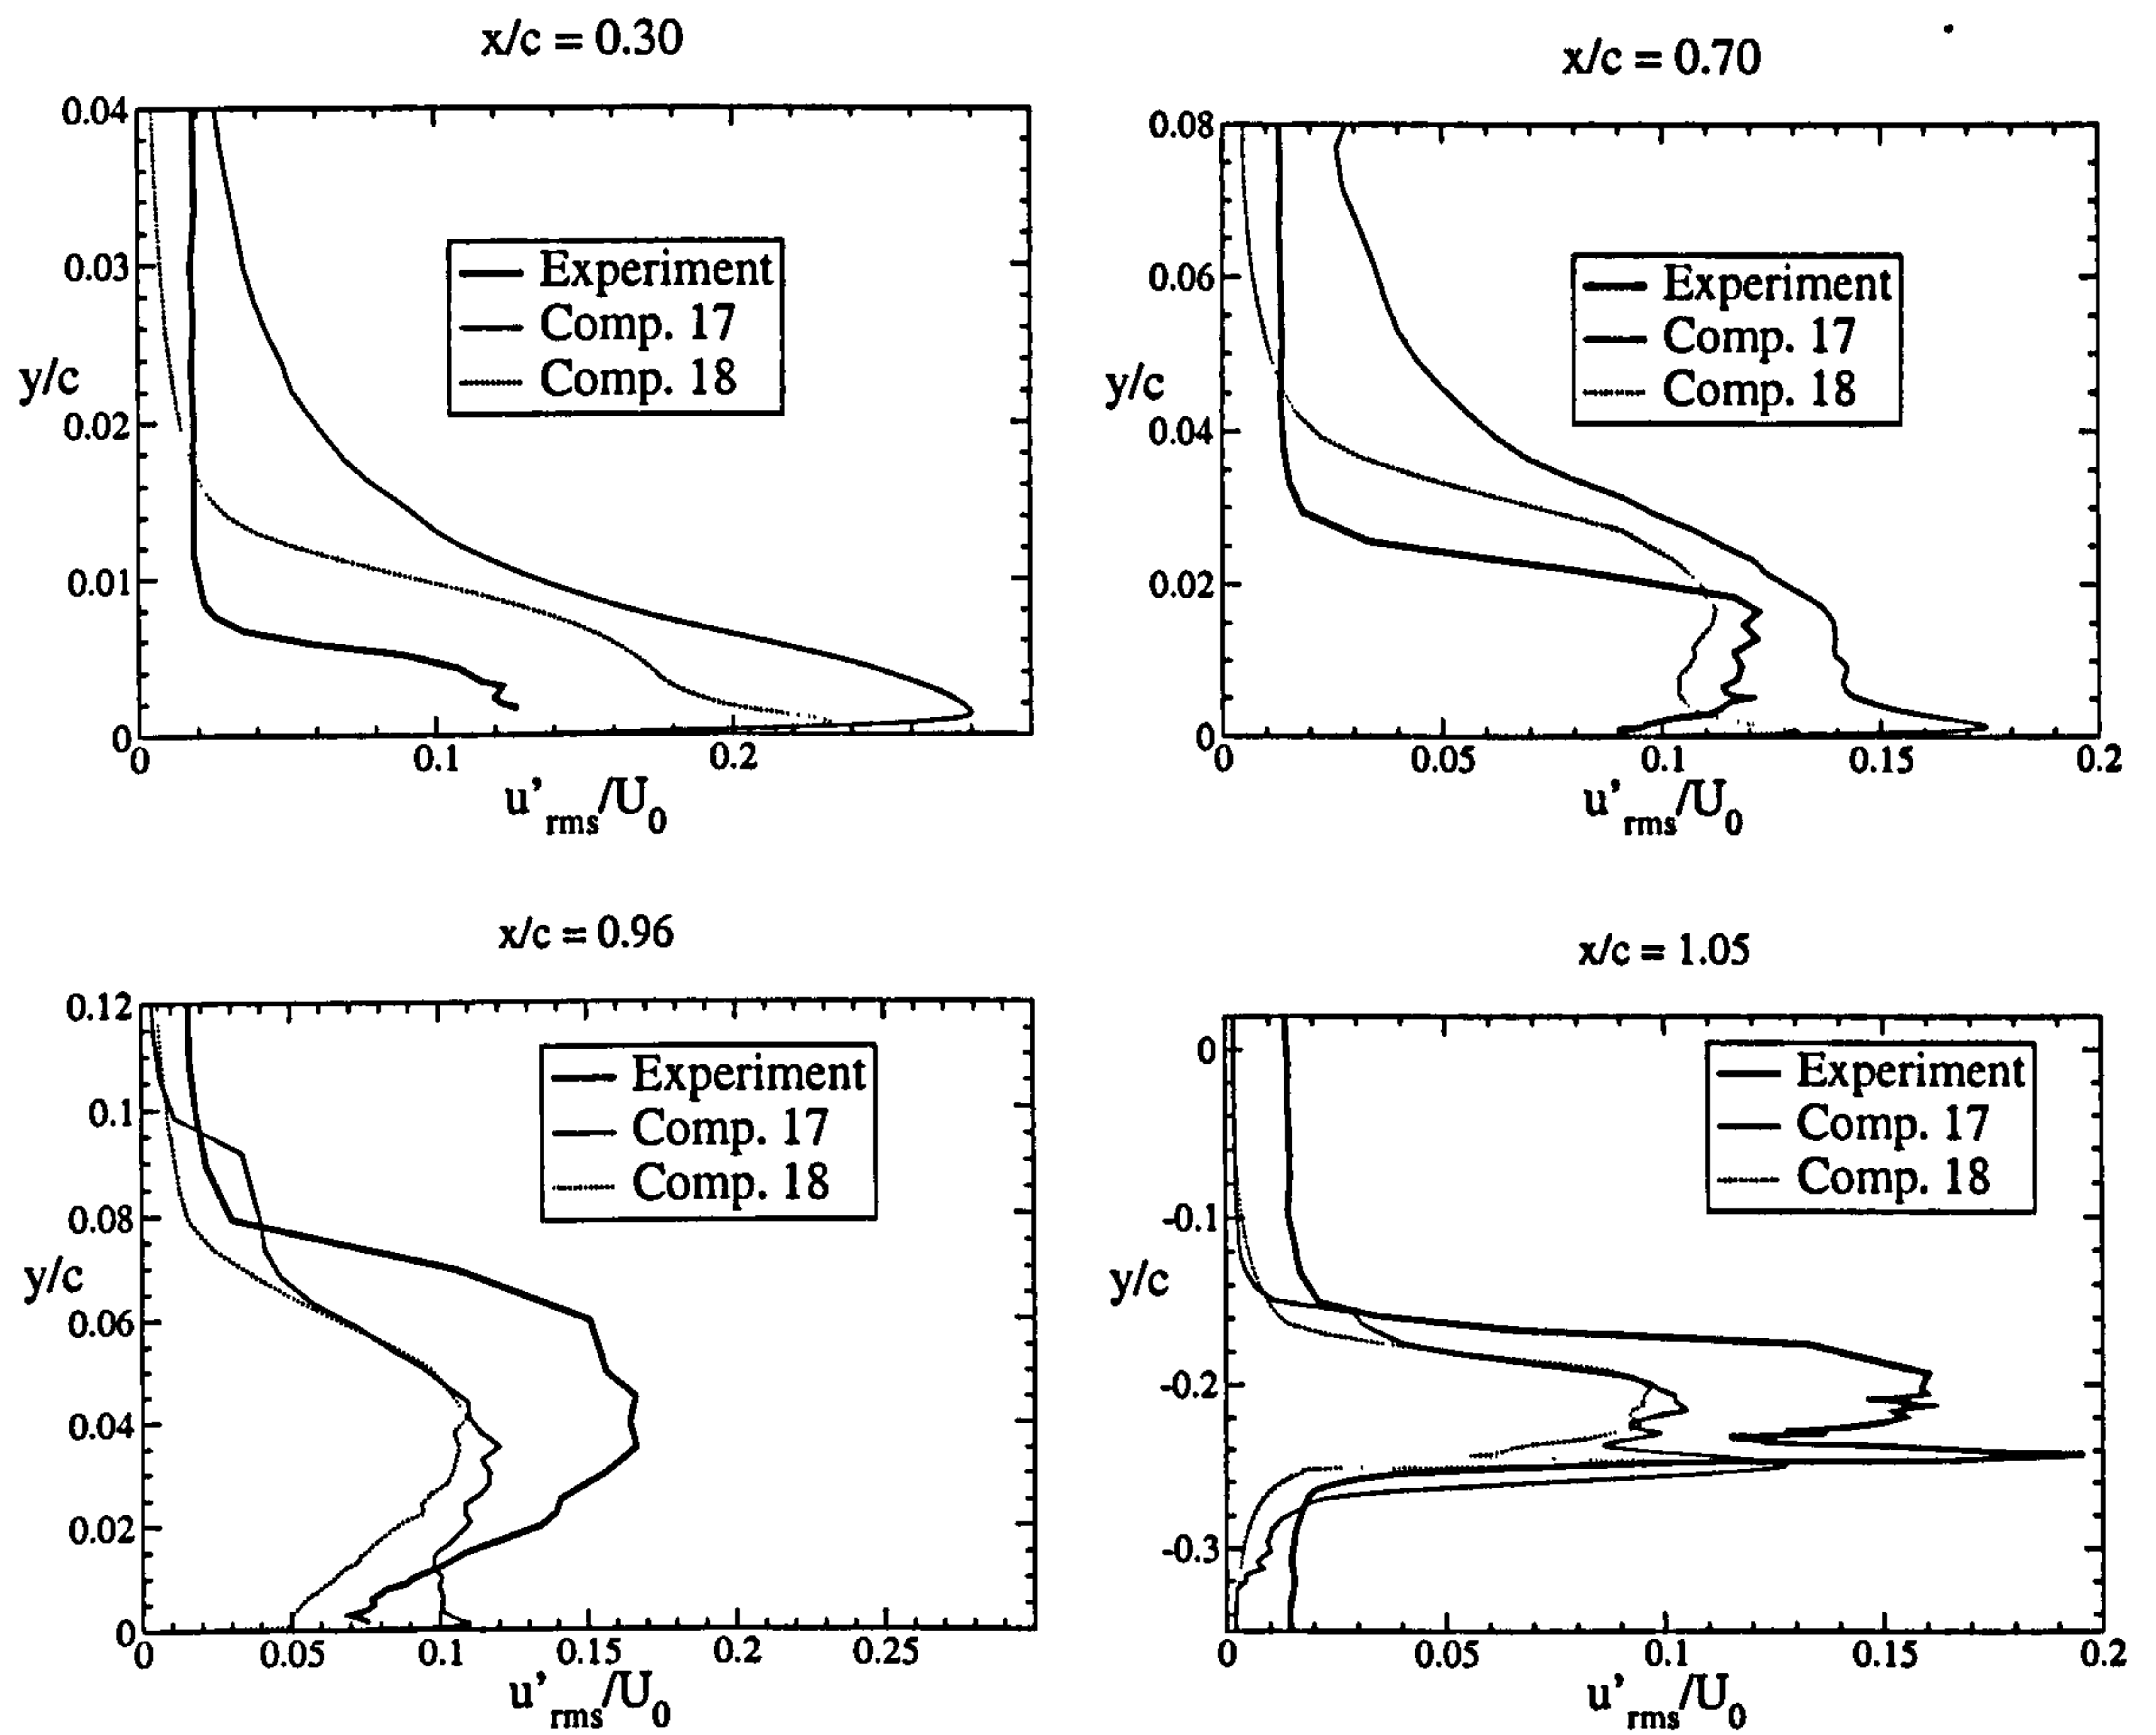 x/c = 0.30
0.04
0.03
0.02
0.01
0
y/c
Experiment
Comp. 17
Comp. 18
0
0.1
0.2
u'rms/U0
x/c = 0.70
0.08
0.06
0.04
0.02
0
y/c
Experiment
Comp. 17
Comp. 18
0
0.05
0.1
0.15
0.2
u'rms/U0
x/c = 0.96
0.12
0.1
0.08
0.06
0.04
0.02
0
y/c
Experiment
Comp. 17
Comp. 18
0
0.05
0.1
0.15
0.2
0.25
u'rms/U0
x/c = 1.05
0
-0.1
-0.2
-0.3
y/c
Experiment
Comp. 17
Comp. 18
0
0.05
0.1
0.15
0.2
u'rms/U0